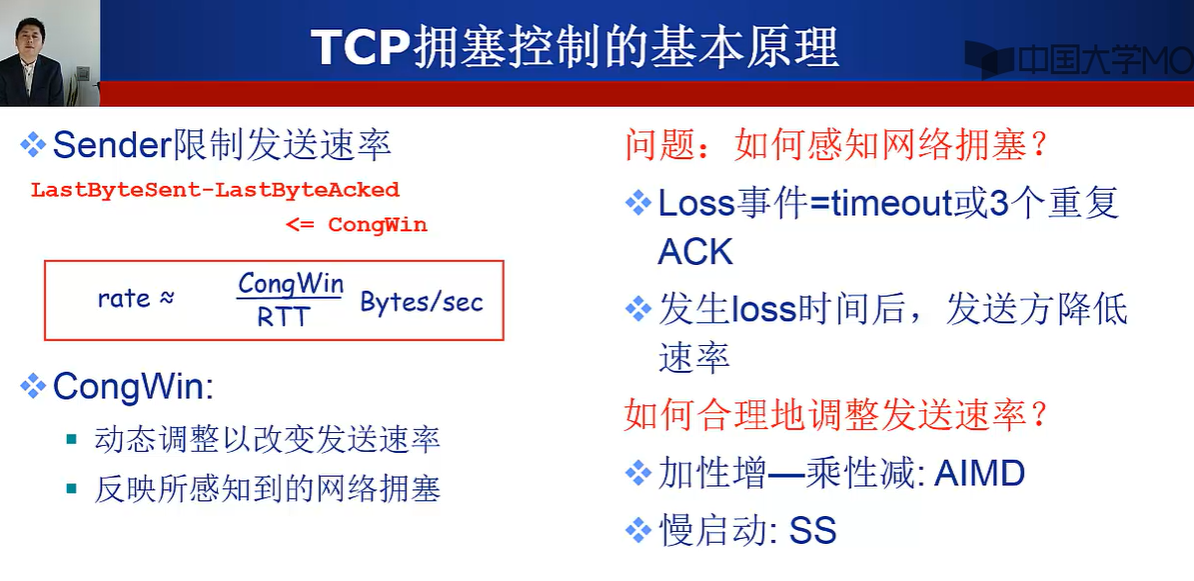 TCP拥塞控制的基本原理
中国大学MO
Sender限制发送速率
LastByteSent-LastByteAcked
<= CongWin
rate ≈ CongWin Bytes/sec
RTT
CongWin:
动态调整以改变发送速率
反映所感知到的网络拥塞
问题：如何感知网络拥塞？
Loss事件=timeout或3个重复
ACK
发生loss时间后，发送方降低
速率
如何合理地调整发送速率？
加性增—乘性减: AIMD
慢启动: SS